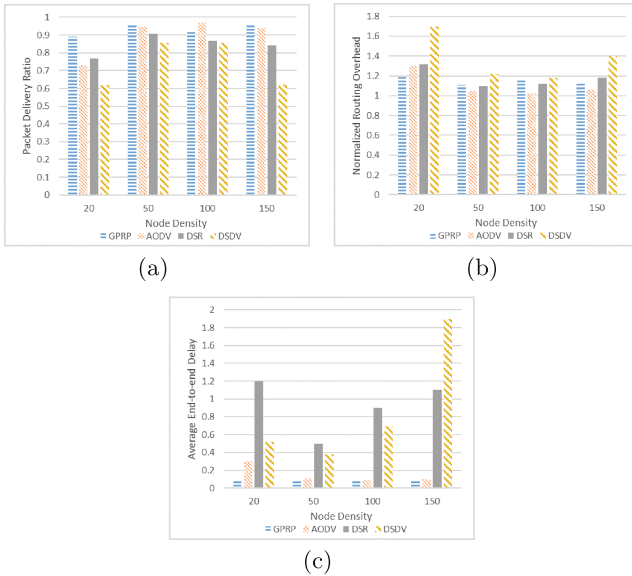 1
0.9
0.8
0.7
0.6
0.5
0.4
0.3
0.2
0.1
0
Packet Delivery Ratio
20 50 100 150
Node Density
GPRP AODV DSR DSDV
(a)
1.8
1.6
1.4
1.2
1
0.8
0.6
0.4
0.2
0
Normalized Routing Overhead
20 50 100 150
Node Density
GPRP AODV DSR DSDV
(b)
2
1.8
1.6
1.4
1.2
1
0.8
0.6
0.4
0.2
0
Average End-to-end Delay
20 50 100 150
Node Density
GPRP AODV DSR DSDV
(c)